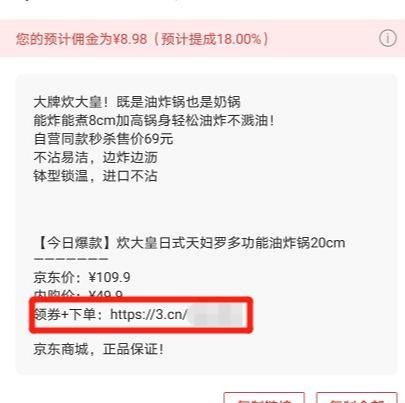 您的预计佣金为¥8.98（预计提成18.00%）
大牌炊大皇！既是油炸锅也是奶锅
能炸能煮8cm加高锅身轻松油炸不溅油！
自营同款秒杀售价69元
不沾易洁，边炸边沥
钵型锁温，进口不沾
【今日爆款】炊大皇日式天妇罗多功能油炸锅20cm
———————
京东价：¥109.9
内购价：¥49.9
领券+下单：https://3.cn/
京东商城，正品保证！